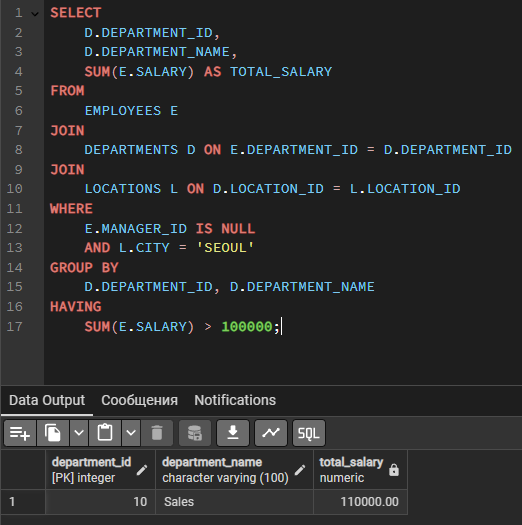 1 SELECT
2 D.DEPARTMENT_ID,
3 D.DEPARTMENT_NAME,
4 SUM(E.SALARY) AS TOTAL_SALARY
5 FROM
6 EMPLOYEES E
7 JOIN
8 DEPARTMENTS D ON E.DEPARTMENT_ID = D.DEPARTMENT_ID
9 JOIN
10 LOCATIONS L ON D.LOCATION_ID = L.LOCATION_ID
11 WHERE
12 E.MANAGER_ID IS NULL
13 AND L.CITY = 'SEOUL'
14 GROUP BY
15 D.DEPARTMENT_ID, D.DEPARTMENT_NAME
16 HAVING
17 SUM(E.SALARY) > 100000;
Data Output Сообщения Notifications
SQL
department_id department_name total_salary
[PK] integer character varying (100) numeric
1 10 Sales 110000.00